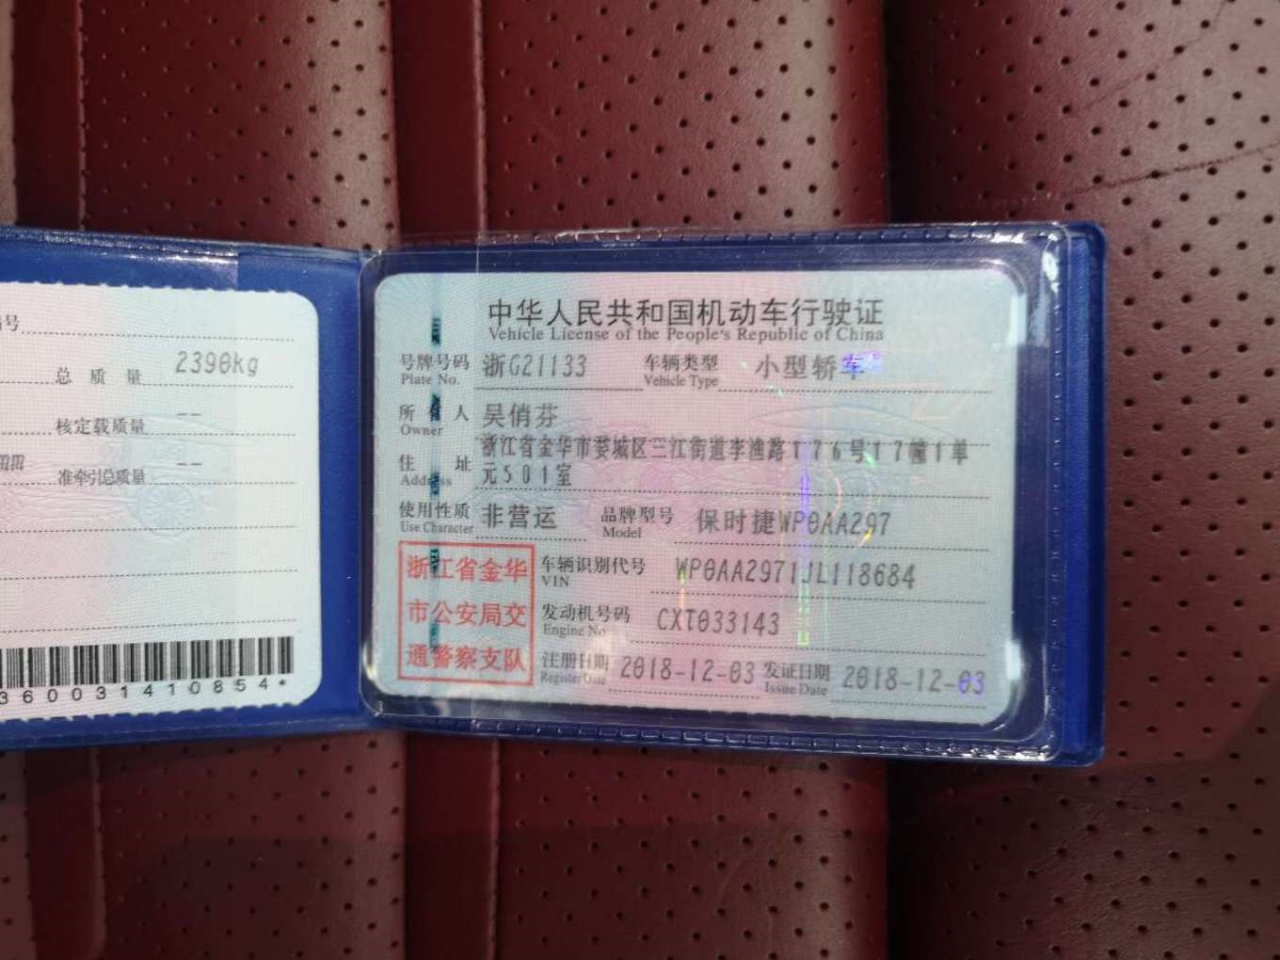 号
总质量 2390kg
核定载质量 --
准牵引总质量 --
3600031410854*
中华人民共和国机动车行驶证
Vehicle License of the People's Republic of China
号牌号码 浙G21133 车辆类型 小型轿车
Plate No. Vehicle Type
所有人 吴俏芬
Owner
住址 浙江省金华市婺城区三江街道李渔路176号17幢1单
Address 元501室
使用性质 非营运 品牌型号 保时捷WP0AA297
Use Character Model
浙江省金华
市公安局交
通警察支队
车辆识别代号 WP0AA2971JL118684
VIN
发动机号码 CXT033143
Engine No.
注册日期 2018-12-03 发证日期 2018-12-03
Register Date Issue Date